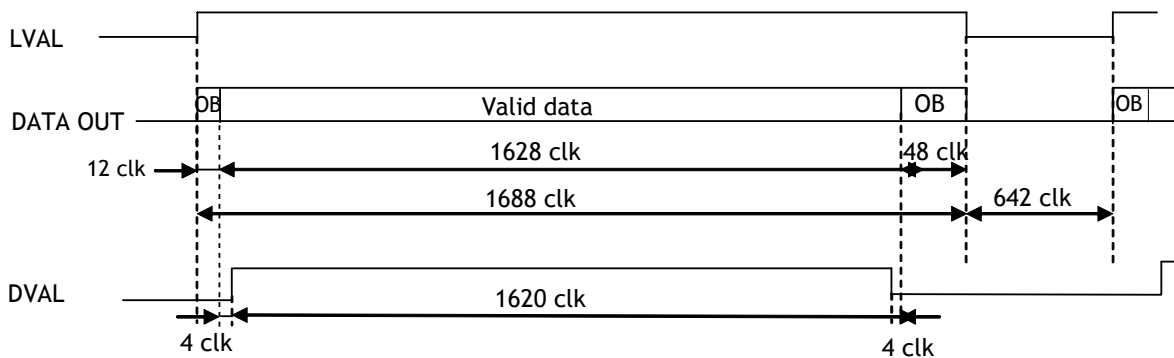 LVAL
DATA OUT
OB
Valid data
OB
OB
12 clk
1628 clk
48 clk
1688 clk
642 clk
DVAL
1620 clk
4 clk
4 clk